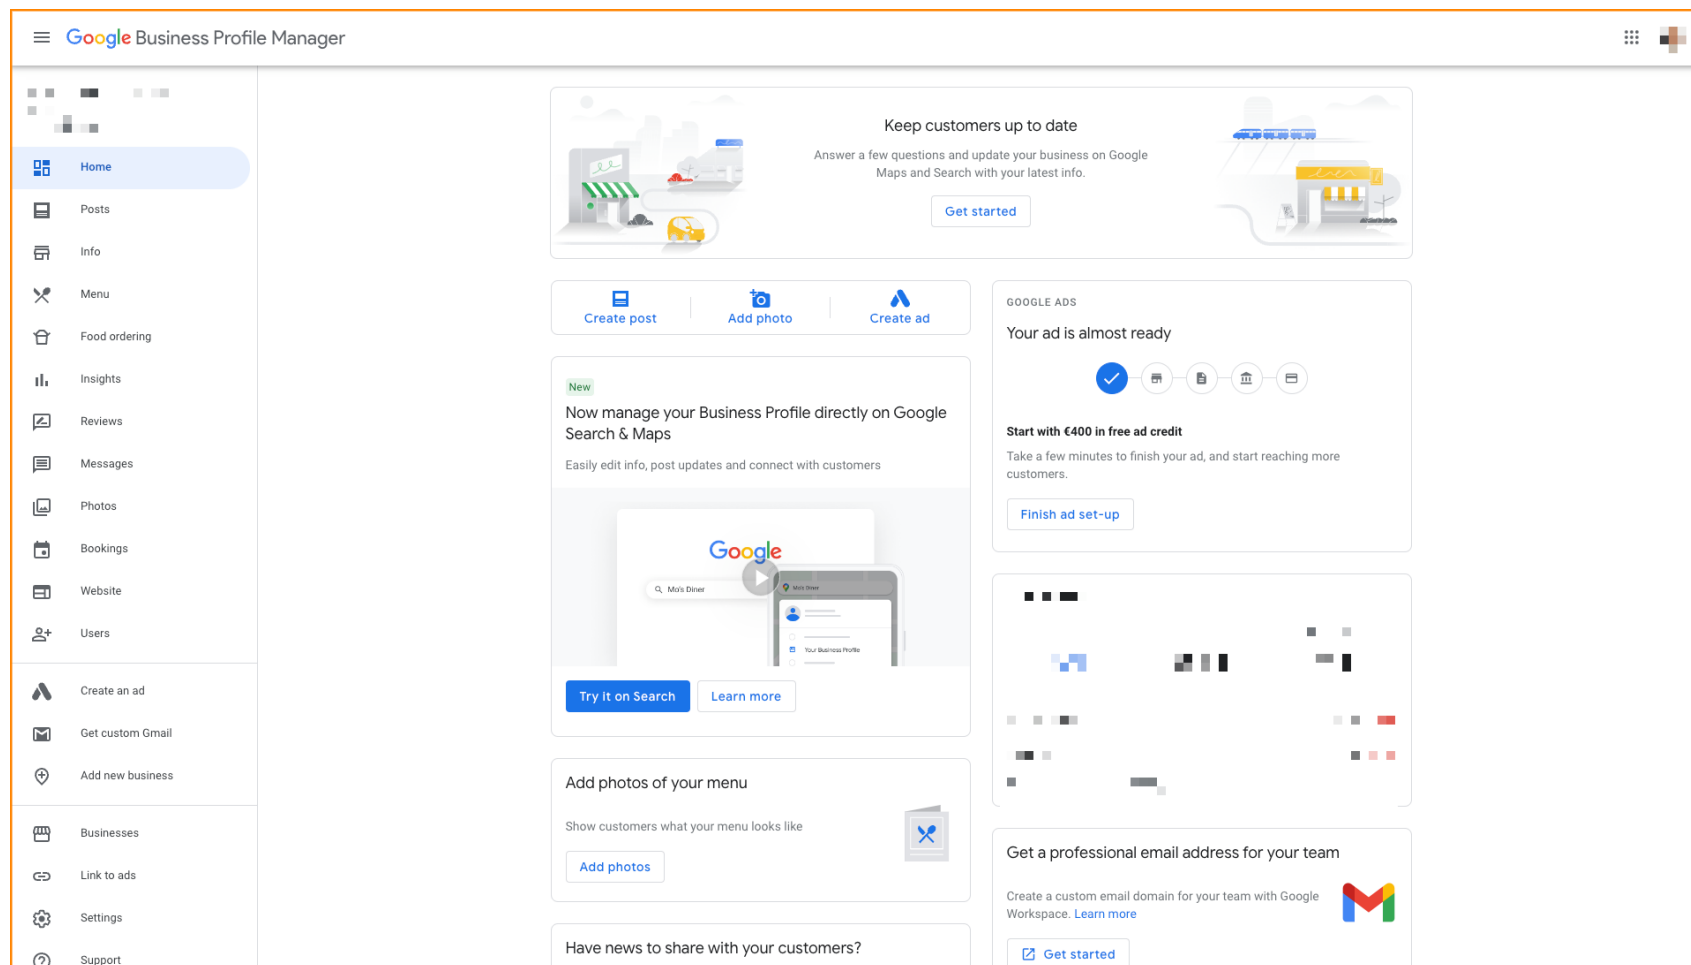 Google Business Profile Manager
Home
Posts
Info
Menu
Food ordering
Insights
Reviews
Messages
Photos
Bookings
Website
Users
Create an ad
Get custom Gmail
Add new business
Businesses
Link to ads
Settings
Support
Keep customers up to date
Answer a few questions and update your business on Google
Maps and Search with your latest info.
Get started
Create post
Add photo
Create ad
New
Now manage your Business Profile directly on Google
Search & Maps
Easily edit info, post updates and connect with customers
Google
Mo's Diner
Mo's Diner
Your Business Profile
Try it on Search
Learn more
Add photos of your menu
Show customers what your menu looks like
Add photos
Have news to share with your customers?
GOOGLE ADS
Your ad is almost ready
Start with €400 in free ad credit
Take a few minutes to finish your ad, and start reaching more
customers.
Finish ad set-up
Get a professional email address for your team
Create a custom email domain for your team with Google
Workspace. Learn more
Get started